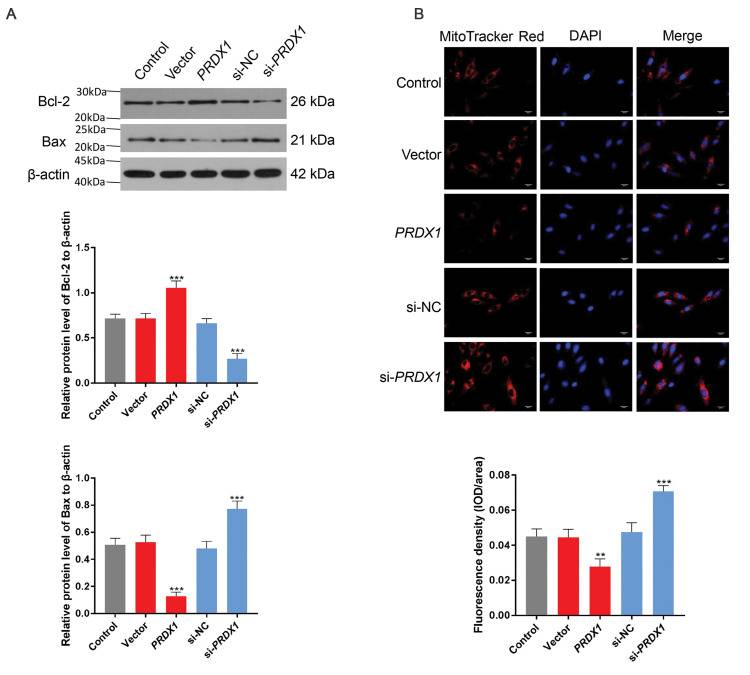 A
Control Vector PRDX1 si-NC si-PRDX1
30kDa
Bcl-2 26 kDa
20kDa
25kDa
Bax 21 kDa
20kDa
45kDa
β-actin 42 kDa
40kDa
Relative protein level of Bcl-2 to β-actin
1.5
1.0
0.5
0.0
***
***
Control Vector PRDX1 si-NC si-PRDX1
Relative protein level of Bax to β-actin
1.0
0.8
0.6
0.4
0.2
0.0
***
***
Control Vector PRDX1 si-NC si-PRDX1
B
MitoTracker Red DAPI Merge
Control
Vector
PRDX1
si-NC
si-PRDX1
Fluorescence density (IOD/area)
0.08
0.06
0.04
0.02
0.00
**
***
Control Vector PRDX1 si-NC si-PRDX1